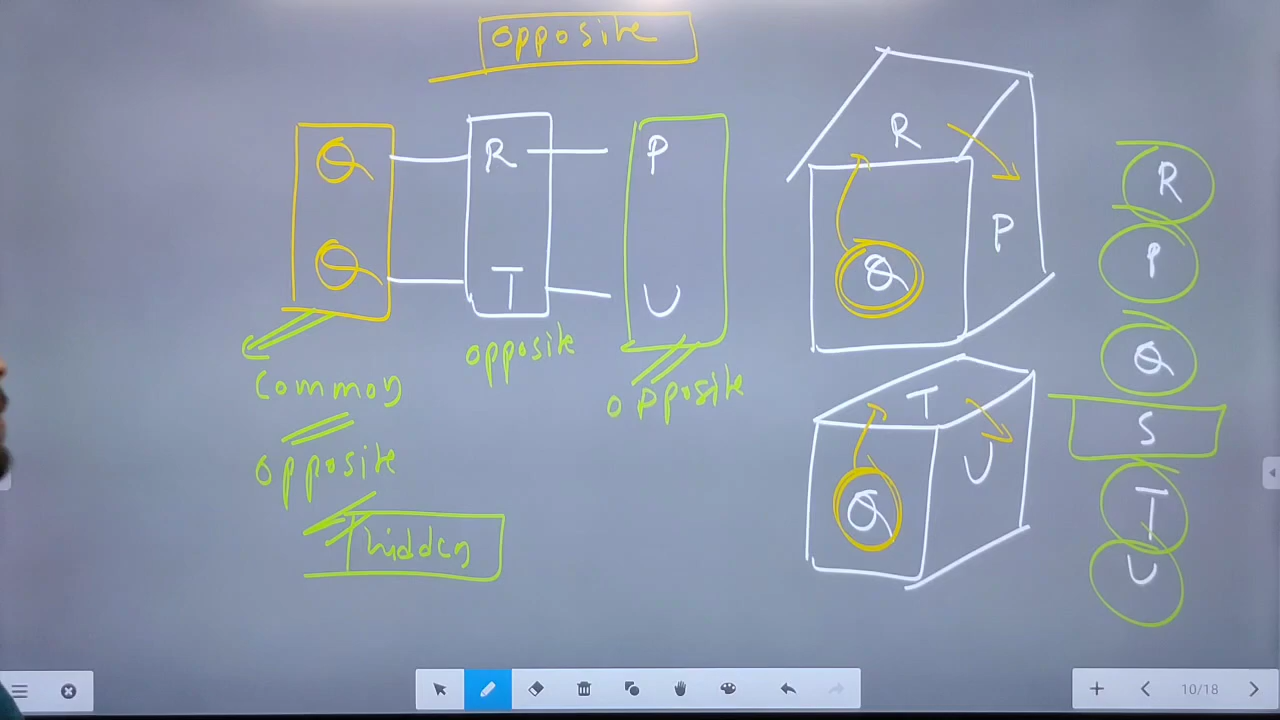 opposite
Q R P
Q T U
opposite
opposite
Common
opposite
hidden
R
P
Q
T
U
Q
R
P
Q
S
T
U
10/18